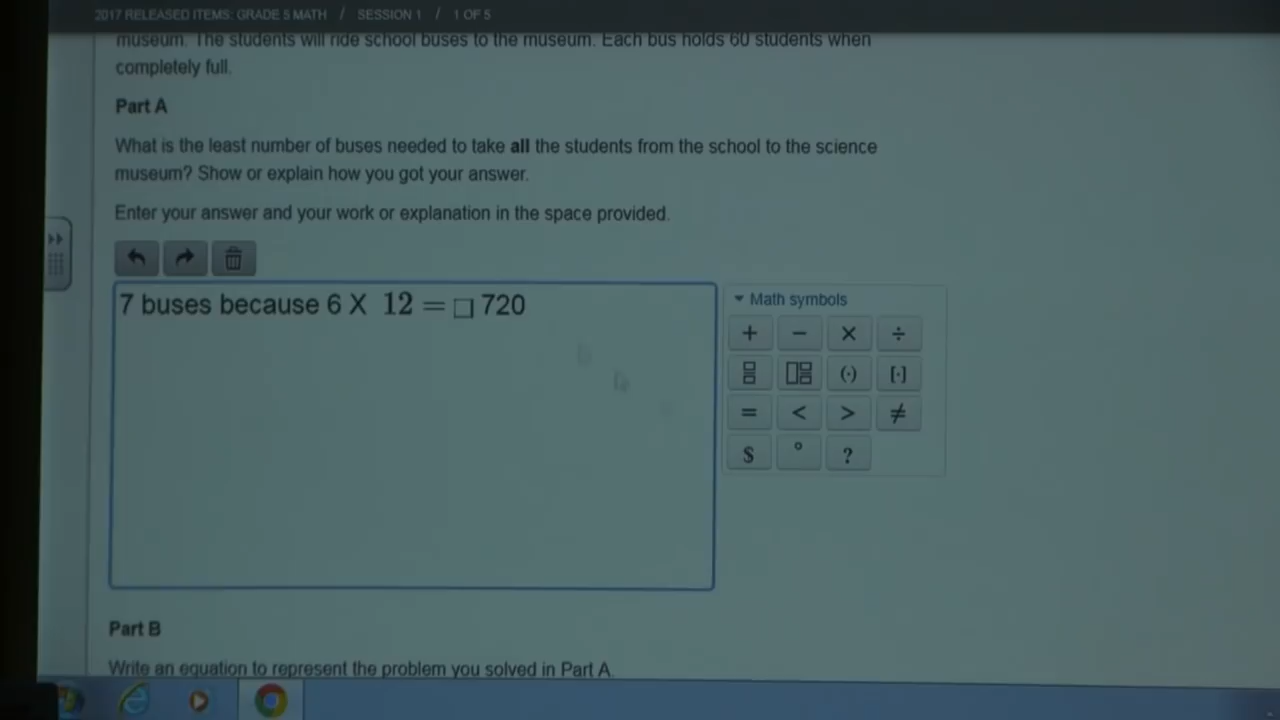 2017 RELEASED ITEMS: GRADE 5 MATH / SESSION 1 / 1 OF 5
museum. The students will ride school buses to the museum. Each bus holds 60 students when
completely full.
Part A
What is the least number of buses needed to take all the students from the school to the science
museum? Show or explain how you got your answer.
Enter your answer and your work or explanation in the space provided.
7 buses because 6 X 12 = □ 720
Math symbols
+ − × ÷
(·) [·]
= < > ≠
$ ° ?
Part B
Write an equation to represent the problem you solved in Part A.